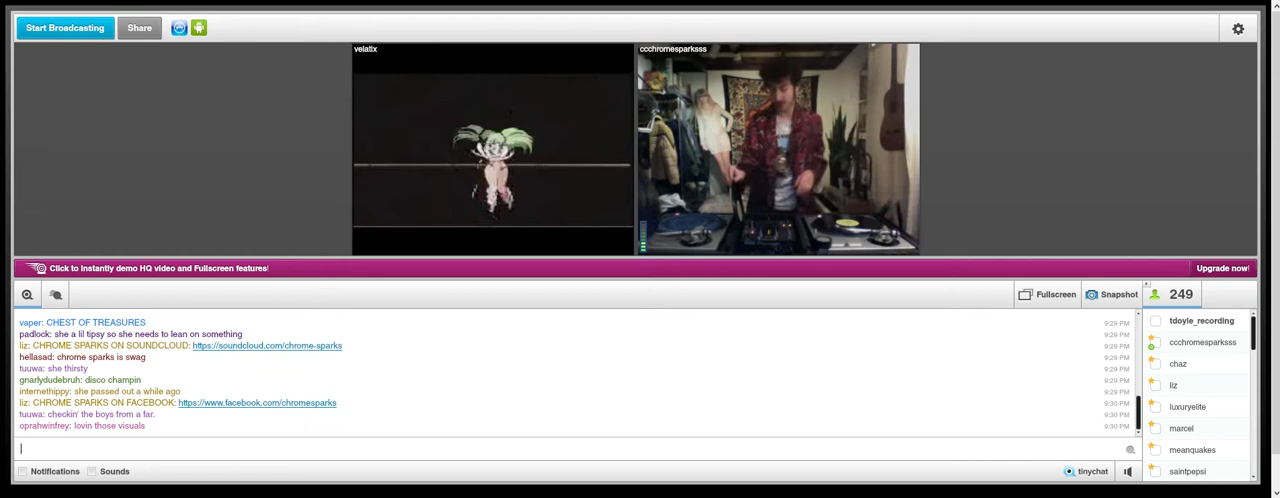 Start Broadcasting
Share
velatix
ccchromesparksss
Click to instantly demo HQ video and Fullscreen features!
Upgrade now!
Fullscreen
Snapshot
249
vaper: CHEST OF TREASURES 9:29 PM
padlock: she a lil tipsy so she needs to lean on something 9:29 PM
liz: CHROME SPARKS ON SOUNDCLOUD: https://soundcloud.com/chrome-sparks 9:29 PM
hellasad: chrome sparks is swag 9:29 PM
tuuwa: she thirsty 9:29 PM
gnarlydudebruh: disco champin 9:29 PM
internethippy: she passed out a while ago 9:29 PM
liz: CHROME SPARKS ON FACEBOOK: https://www.facebook.com/chromesparks 9:30 PM
tuuwa: checkin' the boys from a far. 9:30 PM
oprahwinfrey: lovin those visuals 9:30 PM
tdoyle_recording
ccchromesparksss
chaz
liz
luxuryelite
marcel
meanquakes
saintpepsi
Notifications
Sounds
tinychat